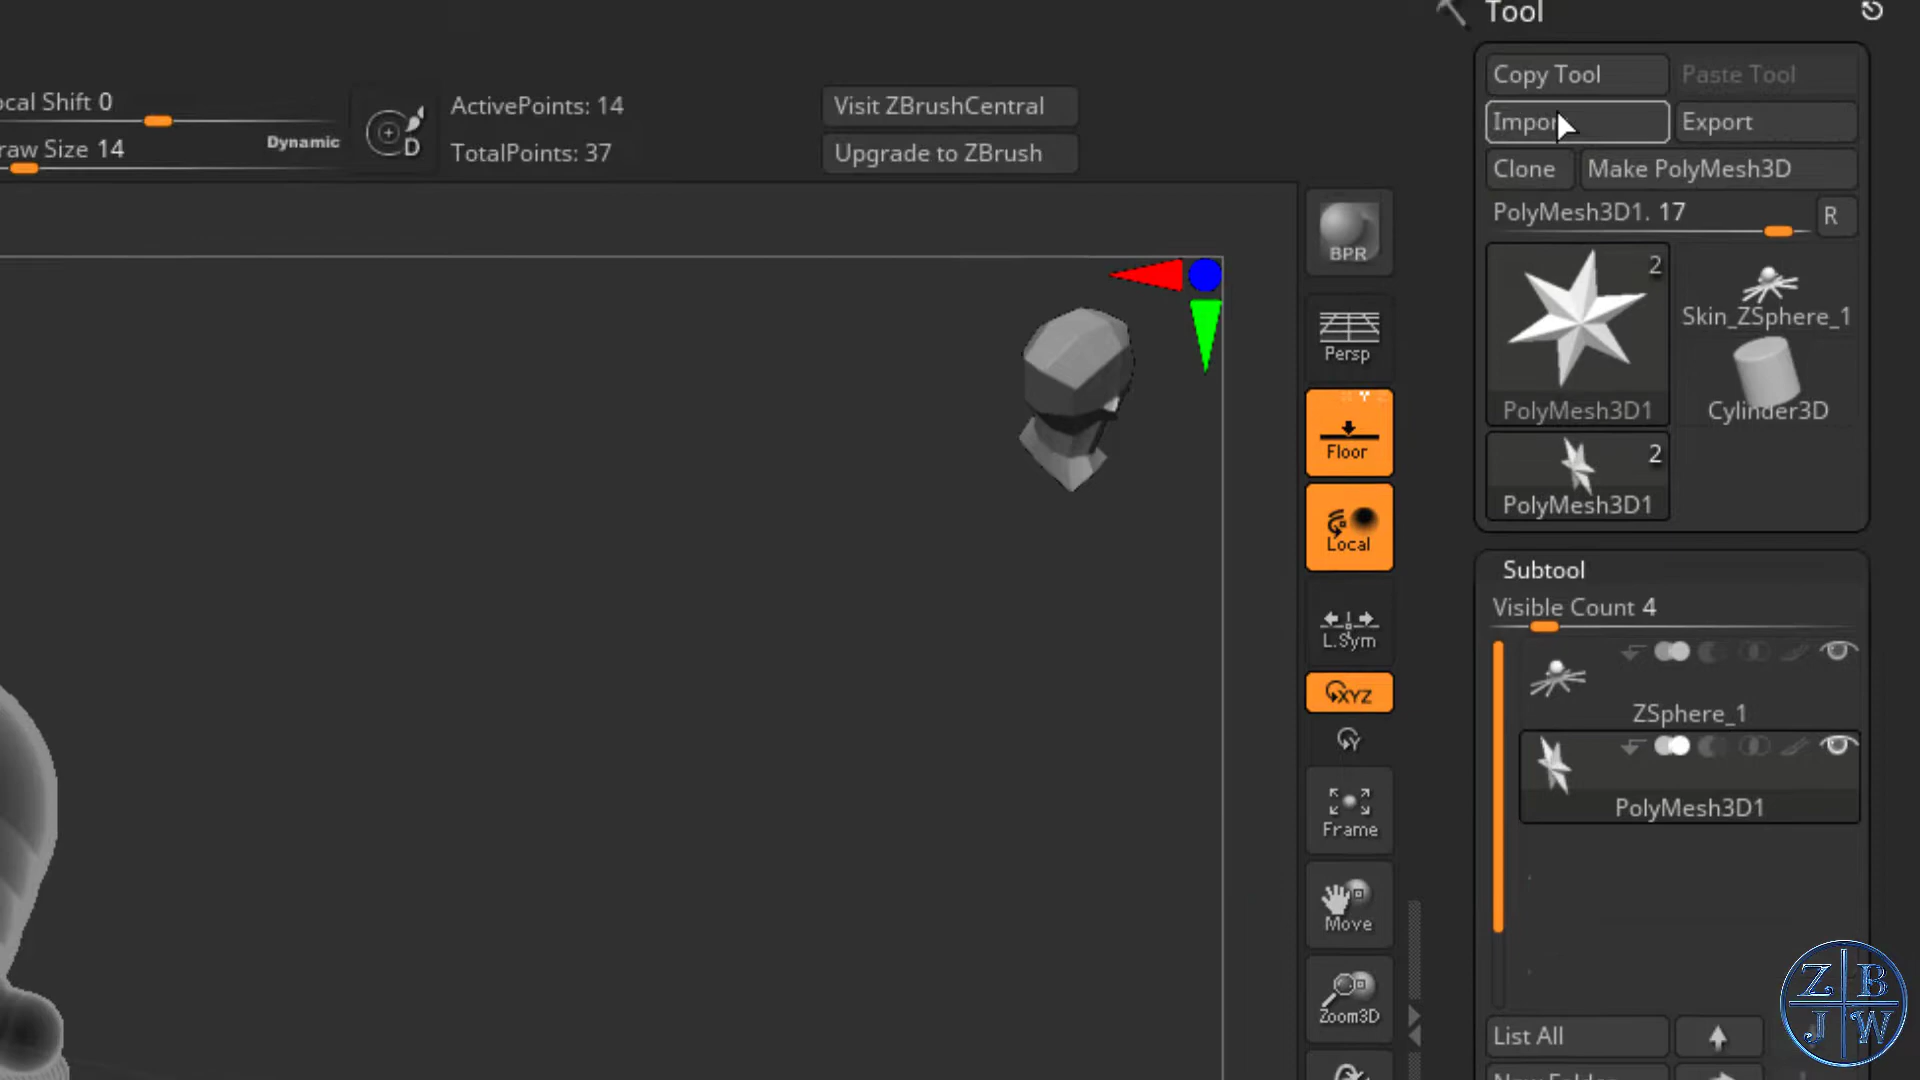 Tool
Copy Tool
Paste Tool
ocal Shift 0
ActivePoints: 14
Visit ZBrushCentral
Impor
Export
Dynamic
D
raw Size 14
TotalPoints: 37
Upgrade to ZBrush
Clone
Make PolyMesh3D
PolyMesh3D1. 17
R
BPR
2
Skin_ZSphere_1
Persp
PolyMesh3D1
Cylinder3D
Floor
2
PolyMesh3D1
Local
Subtool
Visible Count 4
L.Sym
XYZ
ZSphere_1
Y
PolyMesh3D1
Frame
Move
Zoom3D
List All
Z B
J W